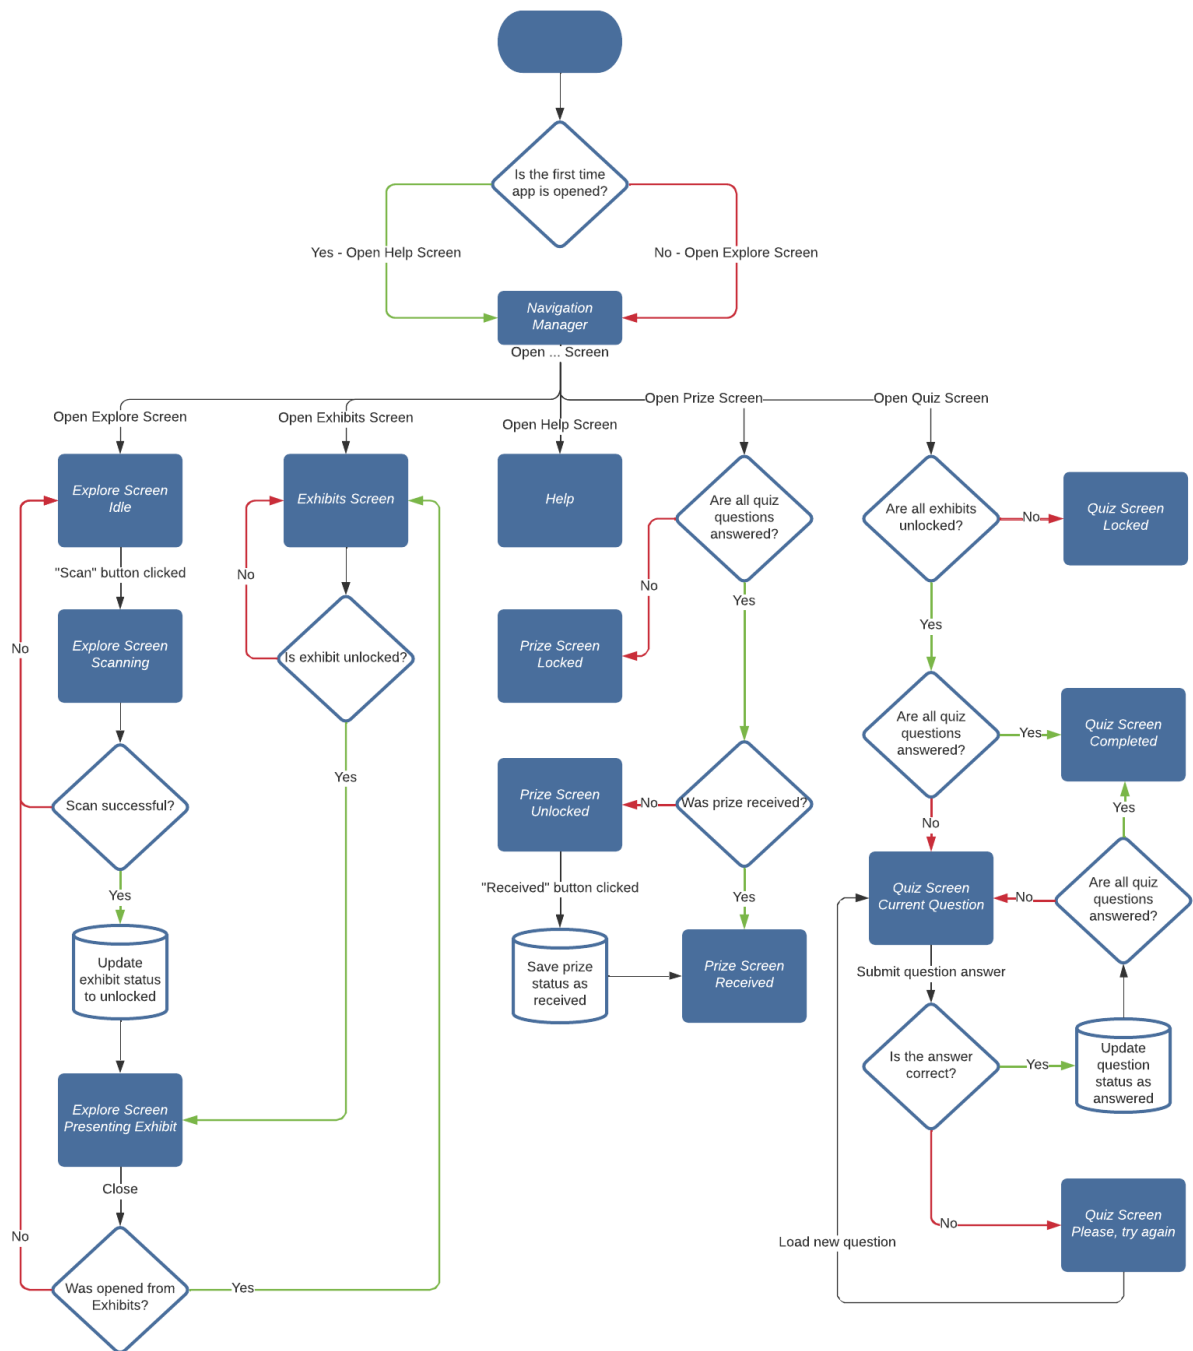 Is the first time
app is opened?
Yes - Open Help Screen
No - Open Explore Screen
Navigation
Manager
Open ... Screen
Open Explore Screen
Open Exhibits Screen
Open Help Screen
Open Prize Screen
Open Quiz Screen
Explore Screen
Idle
Exhibits Screen
Help
Are all quiz
questions
answered?
Are all exhibits
unlocked?
No
Quiz Screen
Locked
"Scan" button clicked
No
No
Yes
Yes
No
Explore Screen
Scanning
Is exhibit unlocked?
Prize Screen
Locked
Are all quiz
questions
answered?
Yes
Quiz Screen
Completed
Yes
Scan successful?
Prize Screen
Unlocked
No
Was prize received?
No
Yes
Yes
"Received" button clicked
Yes
Quiz Screen
Current Question
No
Are all quiz
questions
answered?
Update
exhibit status
to unlocked
Save prize
status as
received
Prize Screen
Received
Submit question answer
Is the answer
correct?
Yes
Update
question
status as
answered
Explore Screen
Presenting Exhibit
Close
No
No
Quiz Screen
Please, try again
Load new question
Was opened from
Exhibits?
Yes